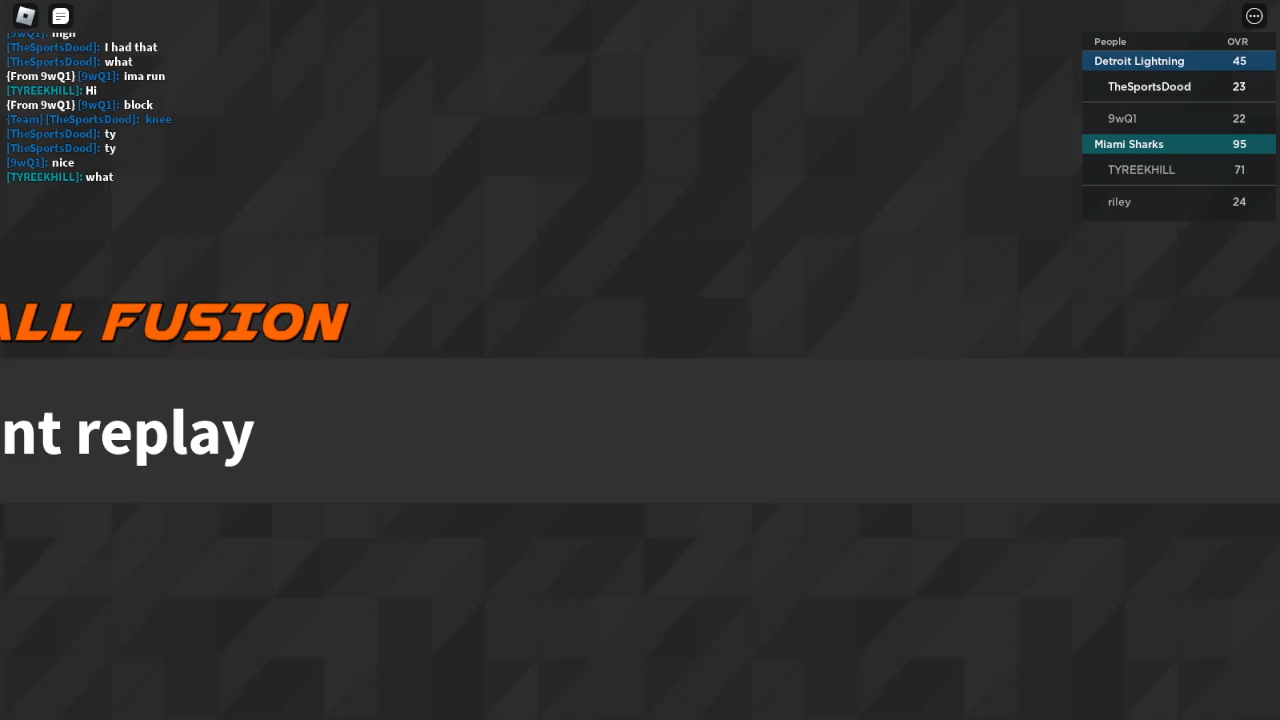 [9wQ1]: high
[TheSportsDood]: I had that
[TheSportsDood]: what
{From 9wQ1} [9wQ1]: ima run
[TYREEKHILL]: Hi
{From 9wQ1} [9wQ1]: block
{Team} [TheSportsDood]: knee
[TheSportsDood]: ty
[TheSportsDood]: ty
[9wQ1]: nice
[TYREEKHILL]: what
People OVR
Detroit Lightning 45
TheSportsDood 23
9wQ1 22
Miami Sharks 95
TYREEKHILL 71
riley 24
ALL FUSION
nt replay